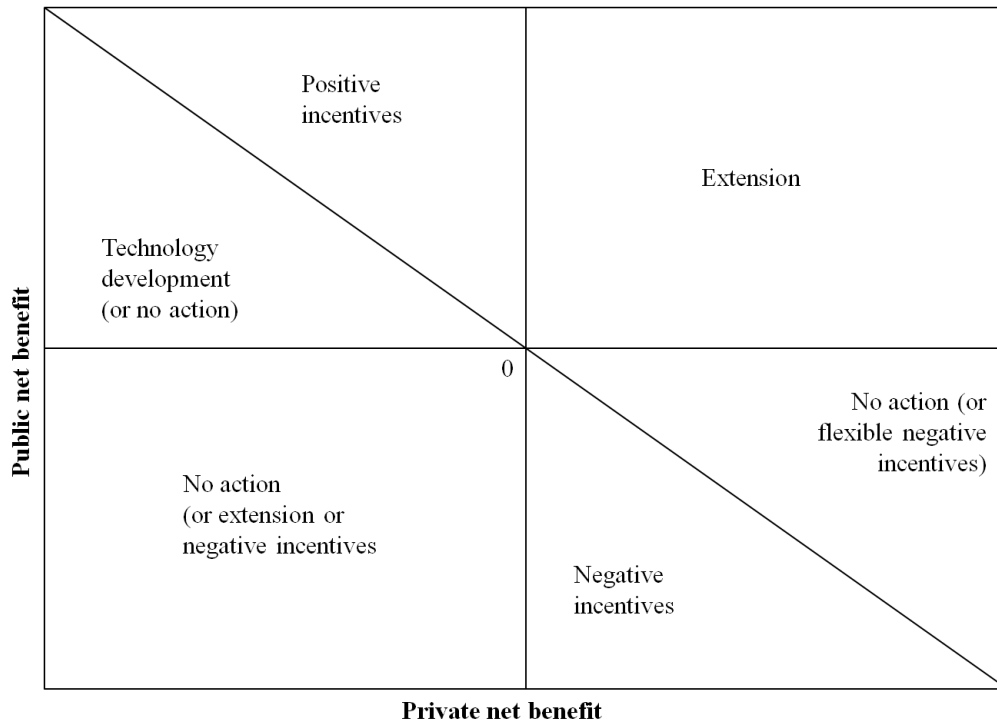 Positive
incentives
Extension
Technology
development
(or no action)
Public net benefit
0
No action (or
flexible negative
incentives)
No action
(or extension or
negative incentives
Negative
incentives
Private net benefit